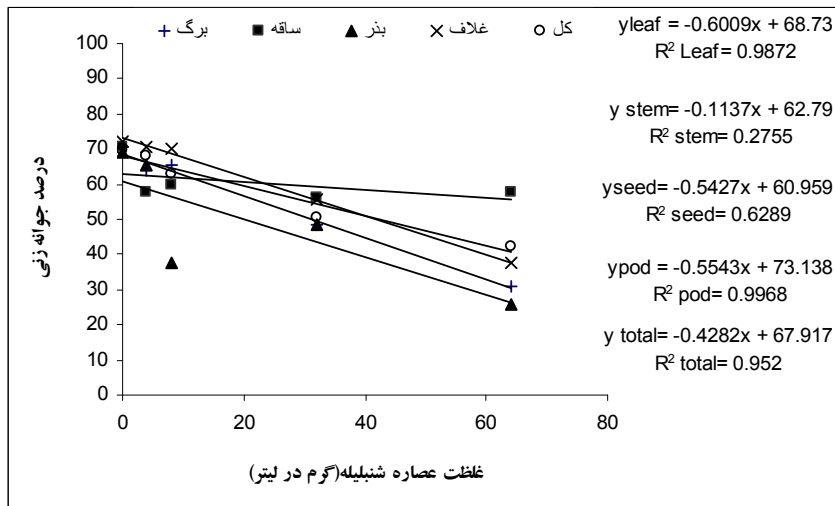 برگ ساقه بذر غلاف کل
yleaf = -0.6009x + 68.73
R² Leaf= 0.9872
y stem= -0.1137x + 62.79
R² stem= 0.2755
yseed= -0.5427x + 60.959
R² seed= 0.6289
ypod= -0.5543x + 73.138
R² pod= 0.9968
y total= -0.4282x + 67.917
R² total= 0.952
100
90
80
70
60
50
40
30
20
10
0
درصد جوانه زنی
0 20 40 60 80
غلظت عصاره شنبلیله(گرم در لیتر)